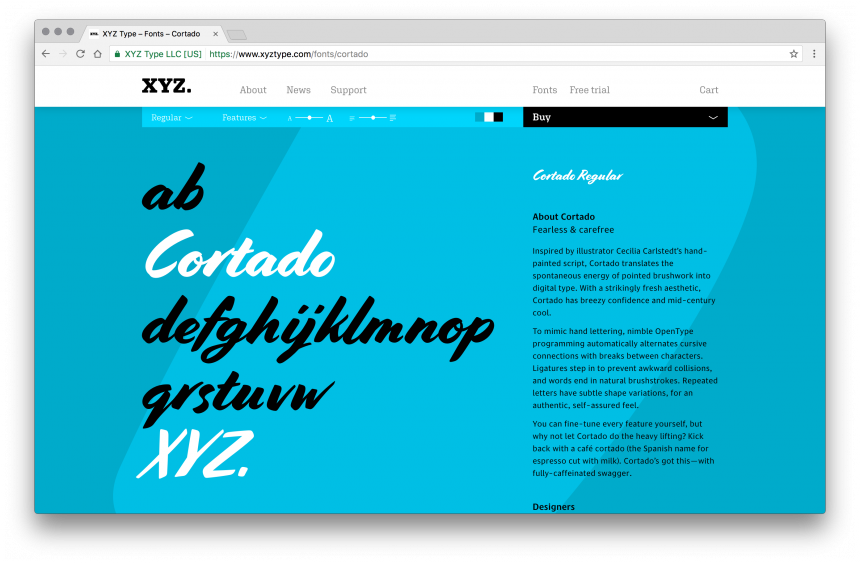 XYZ. XYZ Type – Fonts – Cortado ×
XYZ Type LLC [US] https://www.xyztype.com/fonts/cortado
XYZ. About News Support Fonts Free trial Cart
Regular Features A A Buy
ab
Cortado
defghijklmnop
qrstuvw
XYZ.
Cortado Regular
About Cortado
Fearless & carefree
Inspired by illustrator Cecilia Carlstedt's hand-
painted script, Cortado translates the
spontaneous energy of pointed brushwork into
digital type. With a strikingly fresh aesthetic,
Cortado has breezy confidence and mid-century
cool.
To mimic hand lettering, nimble OpenType
programming automatically alternates cursive
connections with breaks between characters.
Ligatures step in to prevent awkward collisions,
and words end in natural brushstrokes. Repeated
letters have subtle shape variations, for an
authentic, self-assured feel.
You can fine-tune every feature yourself, but
why not let Cortado do the heavy lifting? Kick
back with a café cortado (the Spanish name for
espresso cut with milk). Cortado's got this—with
fully-caffeinated swagger.
Designers